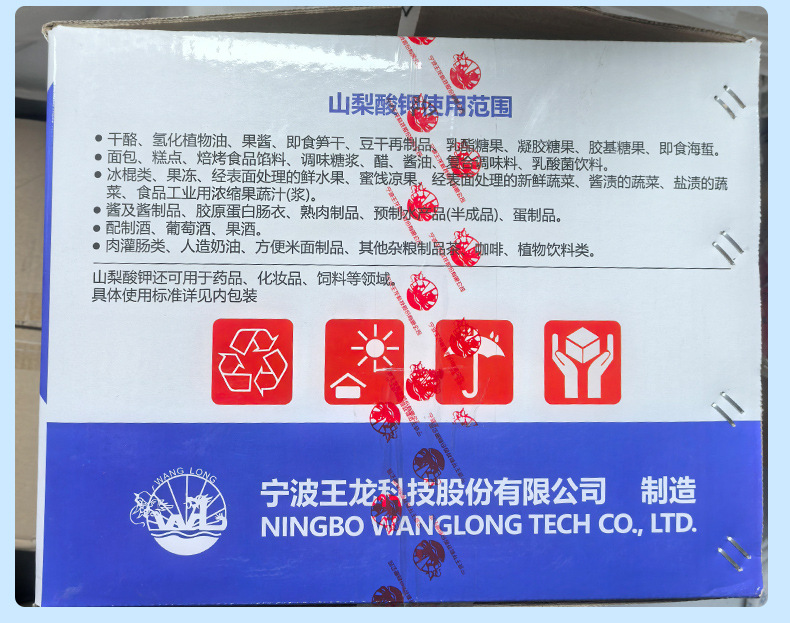 山梨酸钾使用范围
● 干酪、氢化植物油、果酱、即食笋干、豆干再制品、乳酯糖果、凝胶糖果、胶基糖果、即食海蜇。
● 面包、糕点、焙烤食品馅料、调味糖浆、醋、酱油、复合调味料、乳酸菌饮料。
● 冰棍类、果冻、经表面处理的鲜水果、蜜饯凉果、经表面处理的新鲜蔬菜、酱渍的蔬菜、盐渍的蔬
菜、食品工业用浓缩果蔬汁(浆)。
● 酱及酱制品、胶原蛋白肠衣、熟肉制品、预制水产品(半成品)、蛋制品。
● 配制酒、葡萄酒、果酒。
● 肉灌肠类、人造奶油、方便米面制品、其他杂粮制品茶、咖啡、植物饮料类。
山梨酸钾还可用于药品、化妆品、饲料等领域。
具体使用标准详见内包装
WANG LONG
WL
宁波王龙科技股份有限公司 制造
NINGBO WANGLONG TECH CO., LTD.